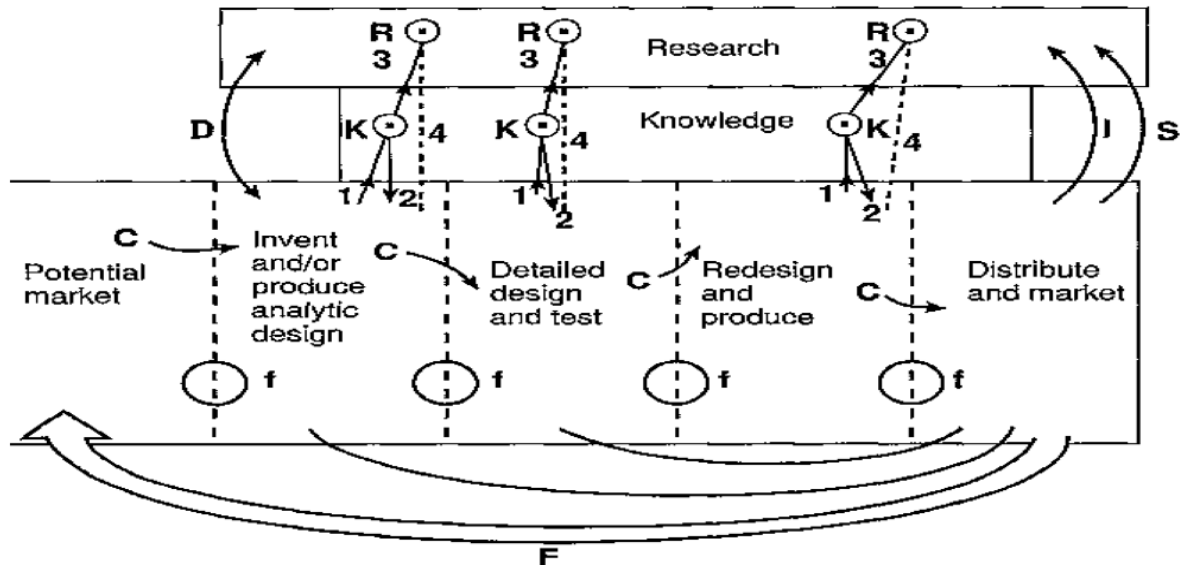 R R R
3 Research 3 3
D K 4 K Knowledge 4 K 4 I S
1 2 1 2 1 2
C Invent and/or produce analytic design
Potential market
C Detailed design and test
C Redesign and produce
C Distribute and market
f f f f
F